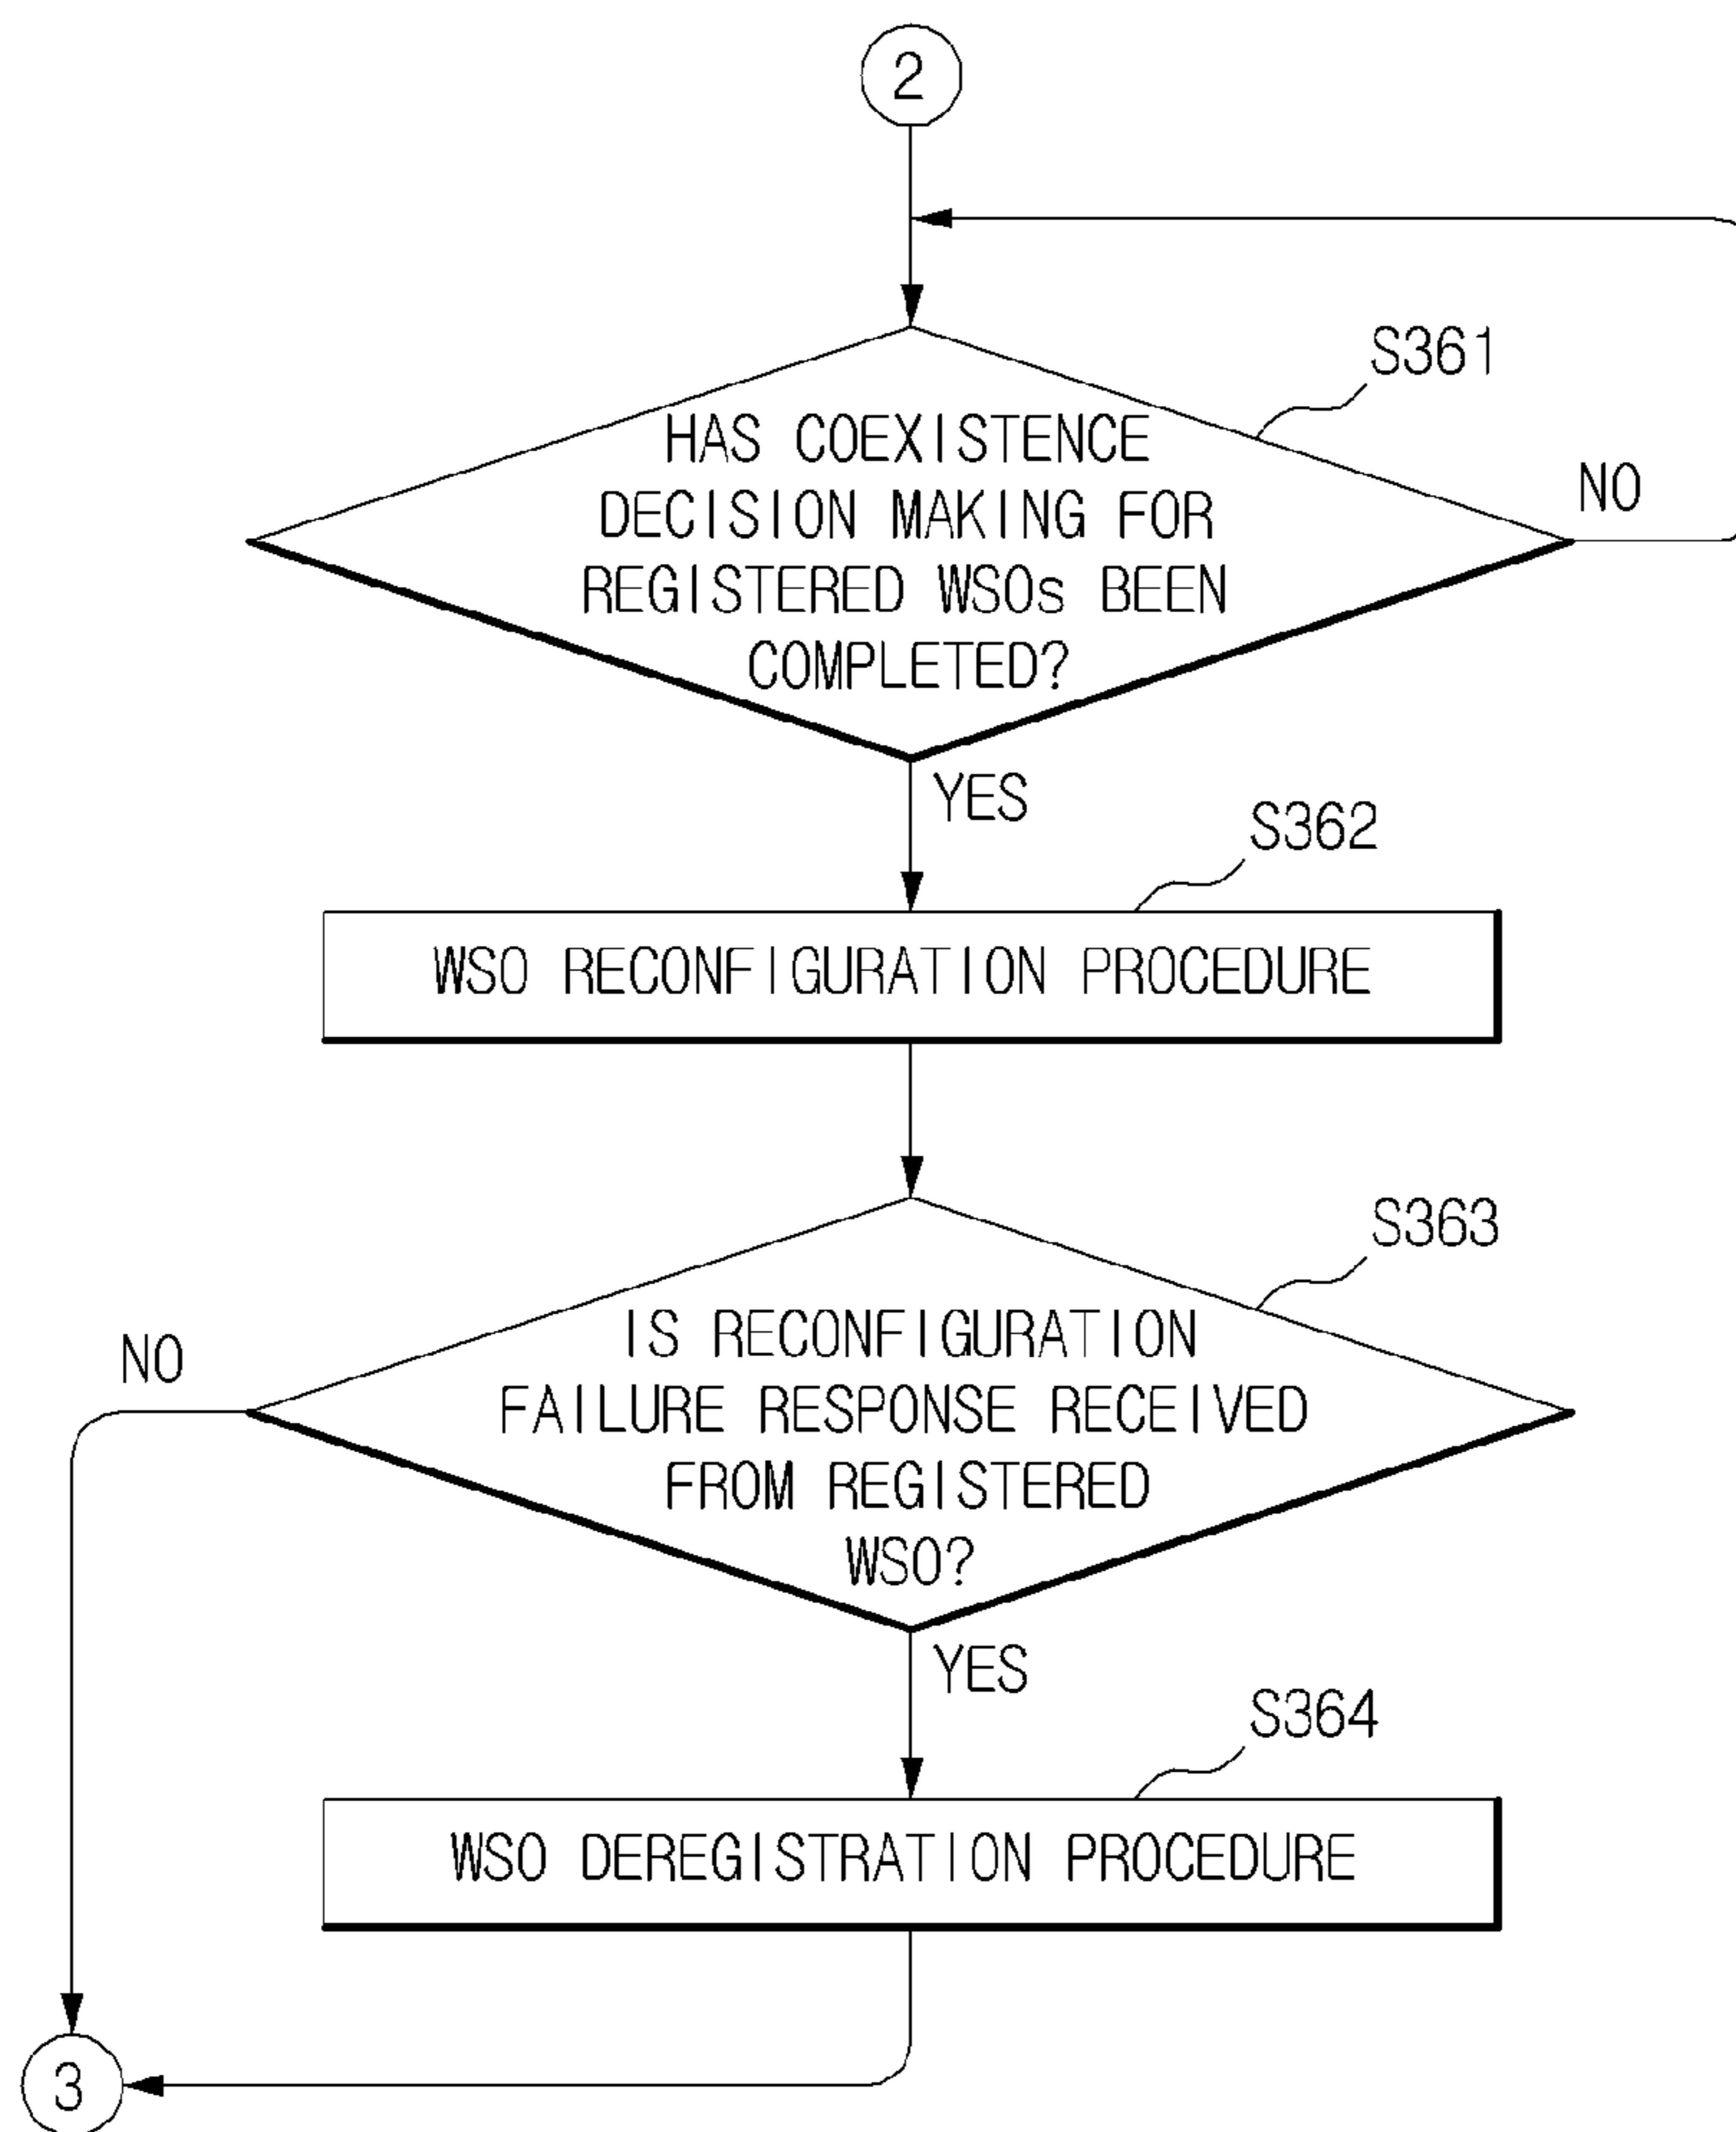 2
S361
HAS COEXISTENCE
DECISION MAKING FOR
REGISTERED WSOs BEEN
COMPLETED?
NO
YES
S362
WSO RECONFIGURATION PROCEDURE
S363
IS RECONFIGURATION
FAILURE RESPONSE RECEIVED
FROM REGISTERED
WSO?
NO
YES
S364
WSO DEREGISTRATION PROCEDURE
3